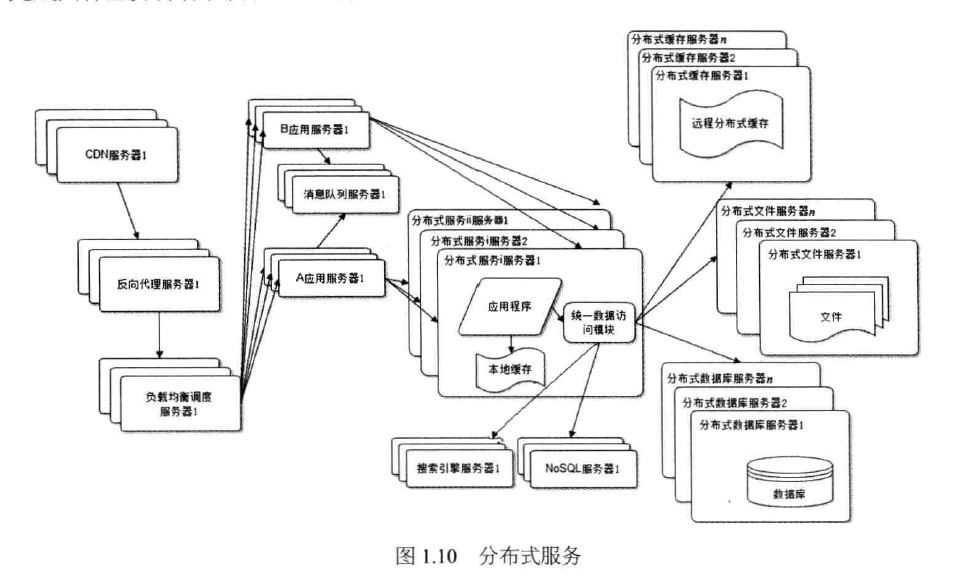 分布式缓存服务器n
分布式缓存服务器2
分布式缓存服务器1
远程分布式缓存
B应用服务器1
CDN服务器1
消息队列服务器1
分布式服务ii服务器1
分布式服务i服务器2
分布式服务i服务器1
分布式文件服务器n
分布式文件服务器2
分布式文件服务器1
文件
反向代理服务器1
A应用服务器1
应用程序
统一数据访
问模块
本地缓存
负载均衡调度
服务器1
分布式数据库服务器n
分布式数据库服务器2
分布式数据库服务器1
数据库
搜索引擎服务器1
NoSQL服务器1
图 1.10 分布式服务